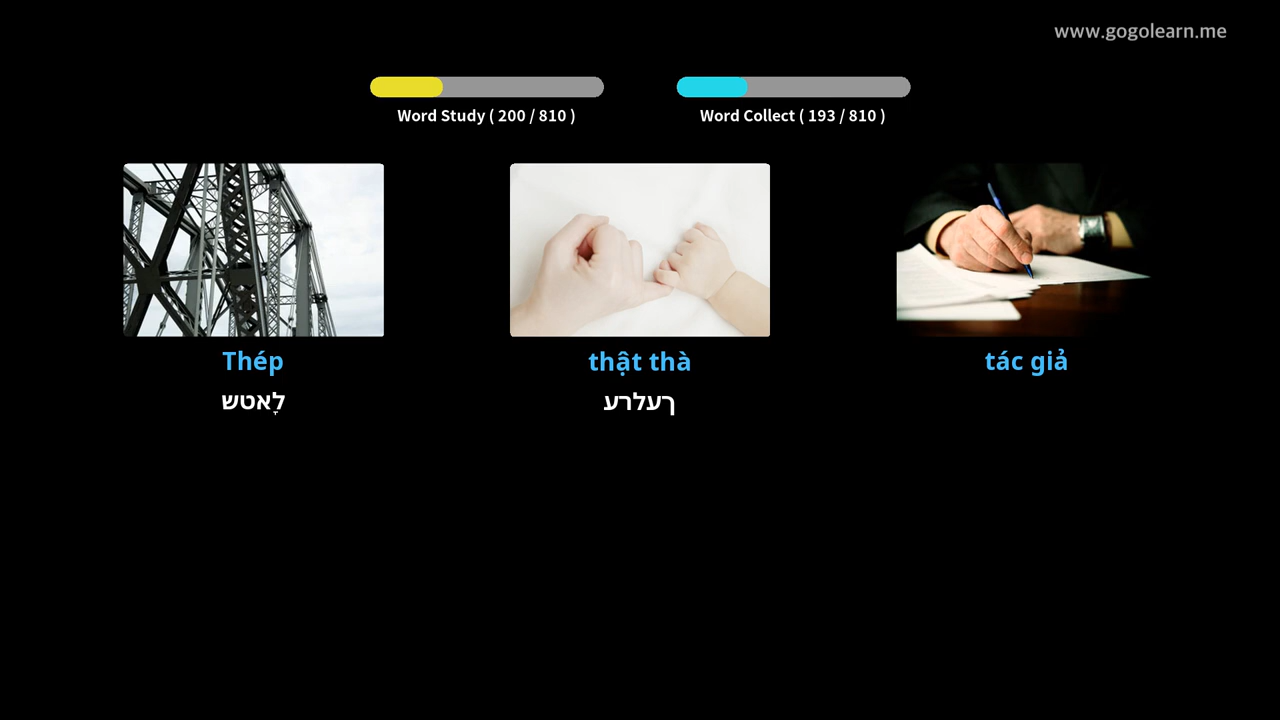 www.gogolearn.me
Word Study ( 200 / 810 )
Word Collect ( 193 / 810 )
Thép
thật thà
tác giả
לָאטש
ךעלרע